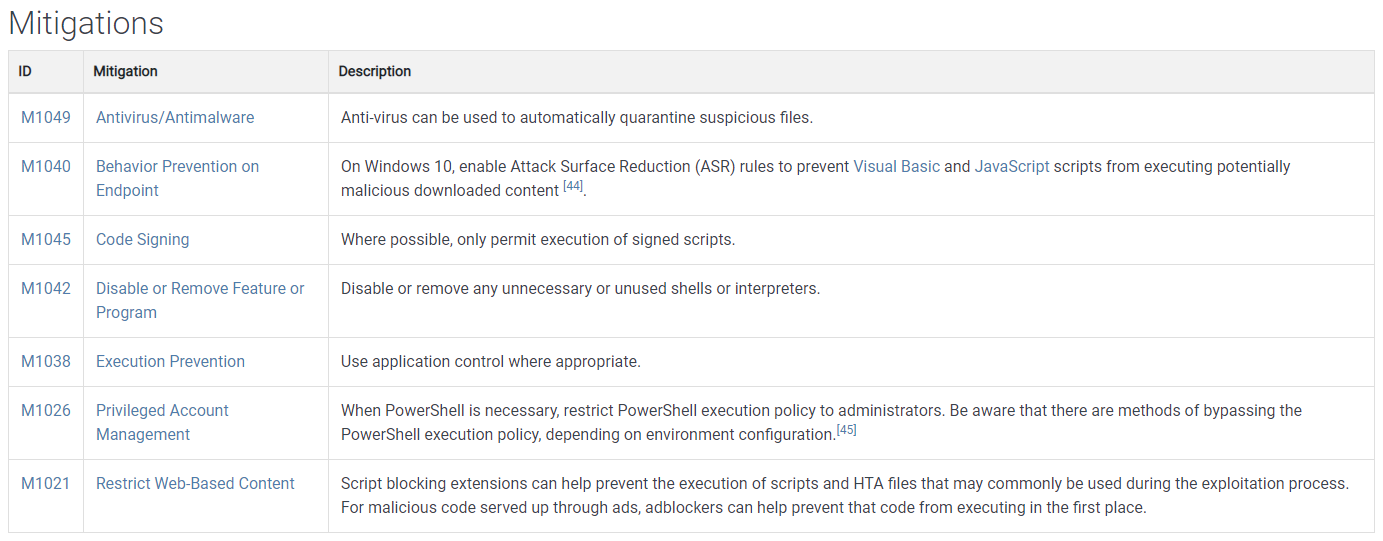 Mitigations
ID Mitigation Description
M1049 Antivirus/Antimalware Anti-virus can be used to automatically quarantine suspicious files.
M1040 Behavior Prevention on On Windows 10, enable Attack Surface Reduction (ASR) rules to prevent Visual Basic and JavaScript scripts from executing potentially
Endpoint malicious downloaded content [44].
M1045 Code Signing Where possible, only permit execution of signed scripts.
M1042 Disable or Remove Feature or Disable or remove any unnecessary or unused shells or interpreters.
Program
M1038 Execution Prevention Use application control where appropriate.
M1026 Privileged Account When PowerShell is necessary, restrict PowerShell execution policy to administrators. Be aware that there are methods of bypassing the
Management PowerShell execution policy, depending on environment configuration.[45]
M1021 Restrict Web-Based Content Script blocking extensions can help prevent the execution of scripts and HTA files that may commonly be used during the exploitation process.
For malicious code served up through ads, adblockers can help prevent that code from executing in the first place.